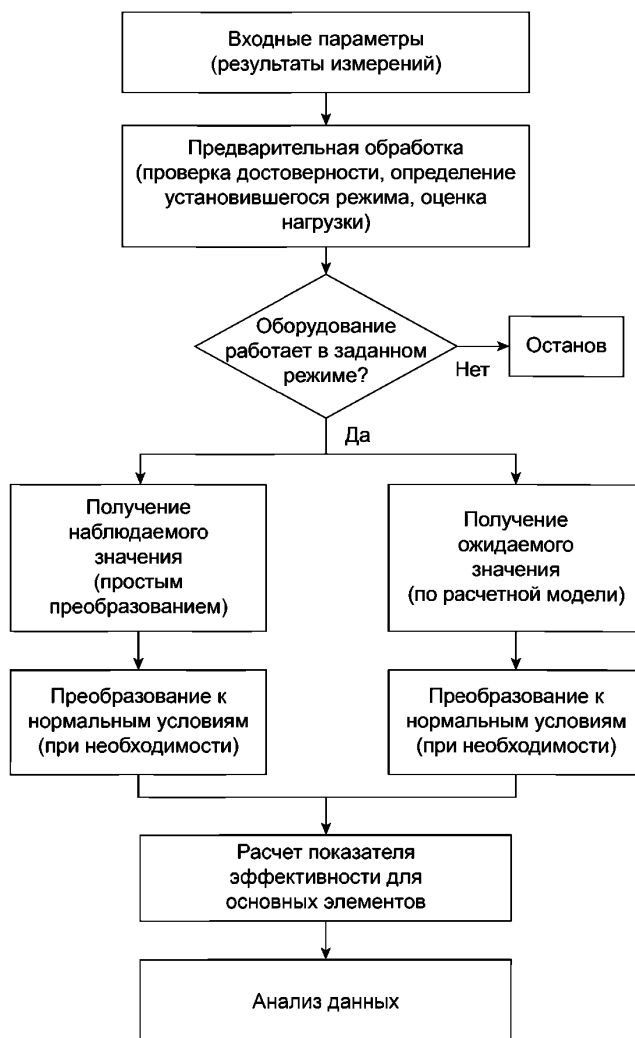 Входные параметры
(результаты измерений)
Предварительная обработка
(проверка достоверности, определение
установившегося режима, оценка
нагрузки)
Оборудование
работает в заданном
режиме?
Нет
Останов
Да
Получение
наблюдаемого
значения
(простым
преобразованием)
Получение
ожидаемого
значения
(по расчетной модели)
Преобразование к
нормальным условиям
(при необходимости)
Преобразование к
нормальным условиям
(при необходимости)
Расчет показателя
эффективности для
основных элементов
Анализ данных